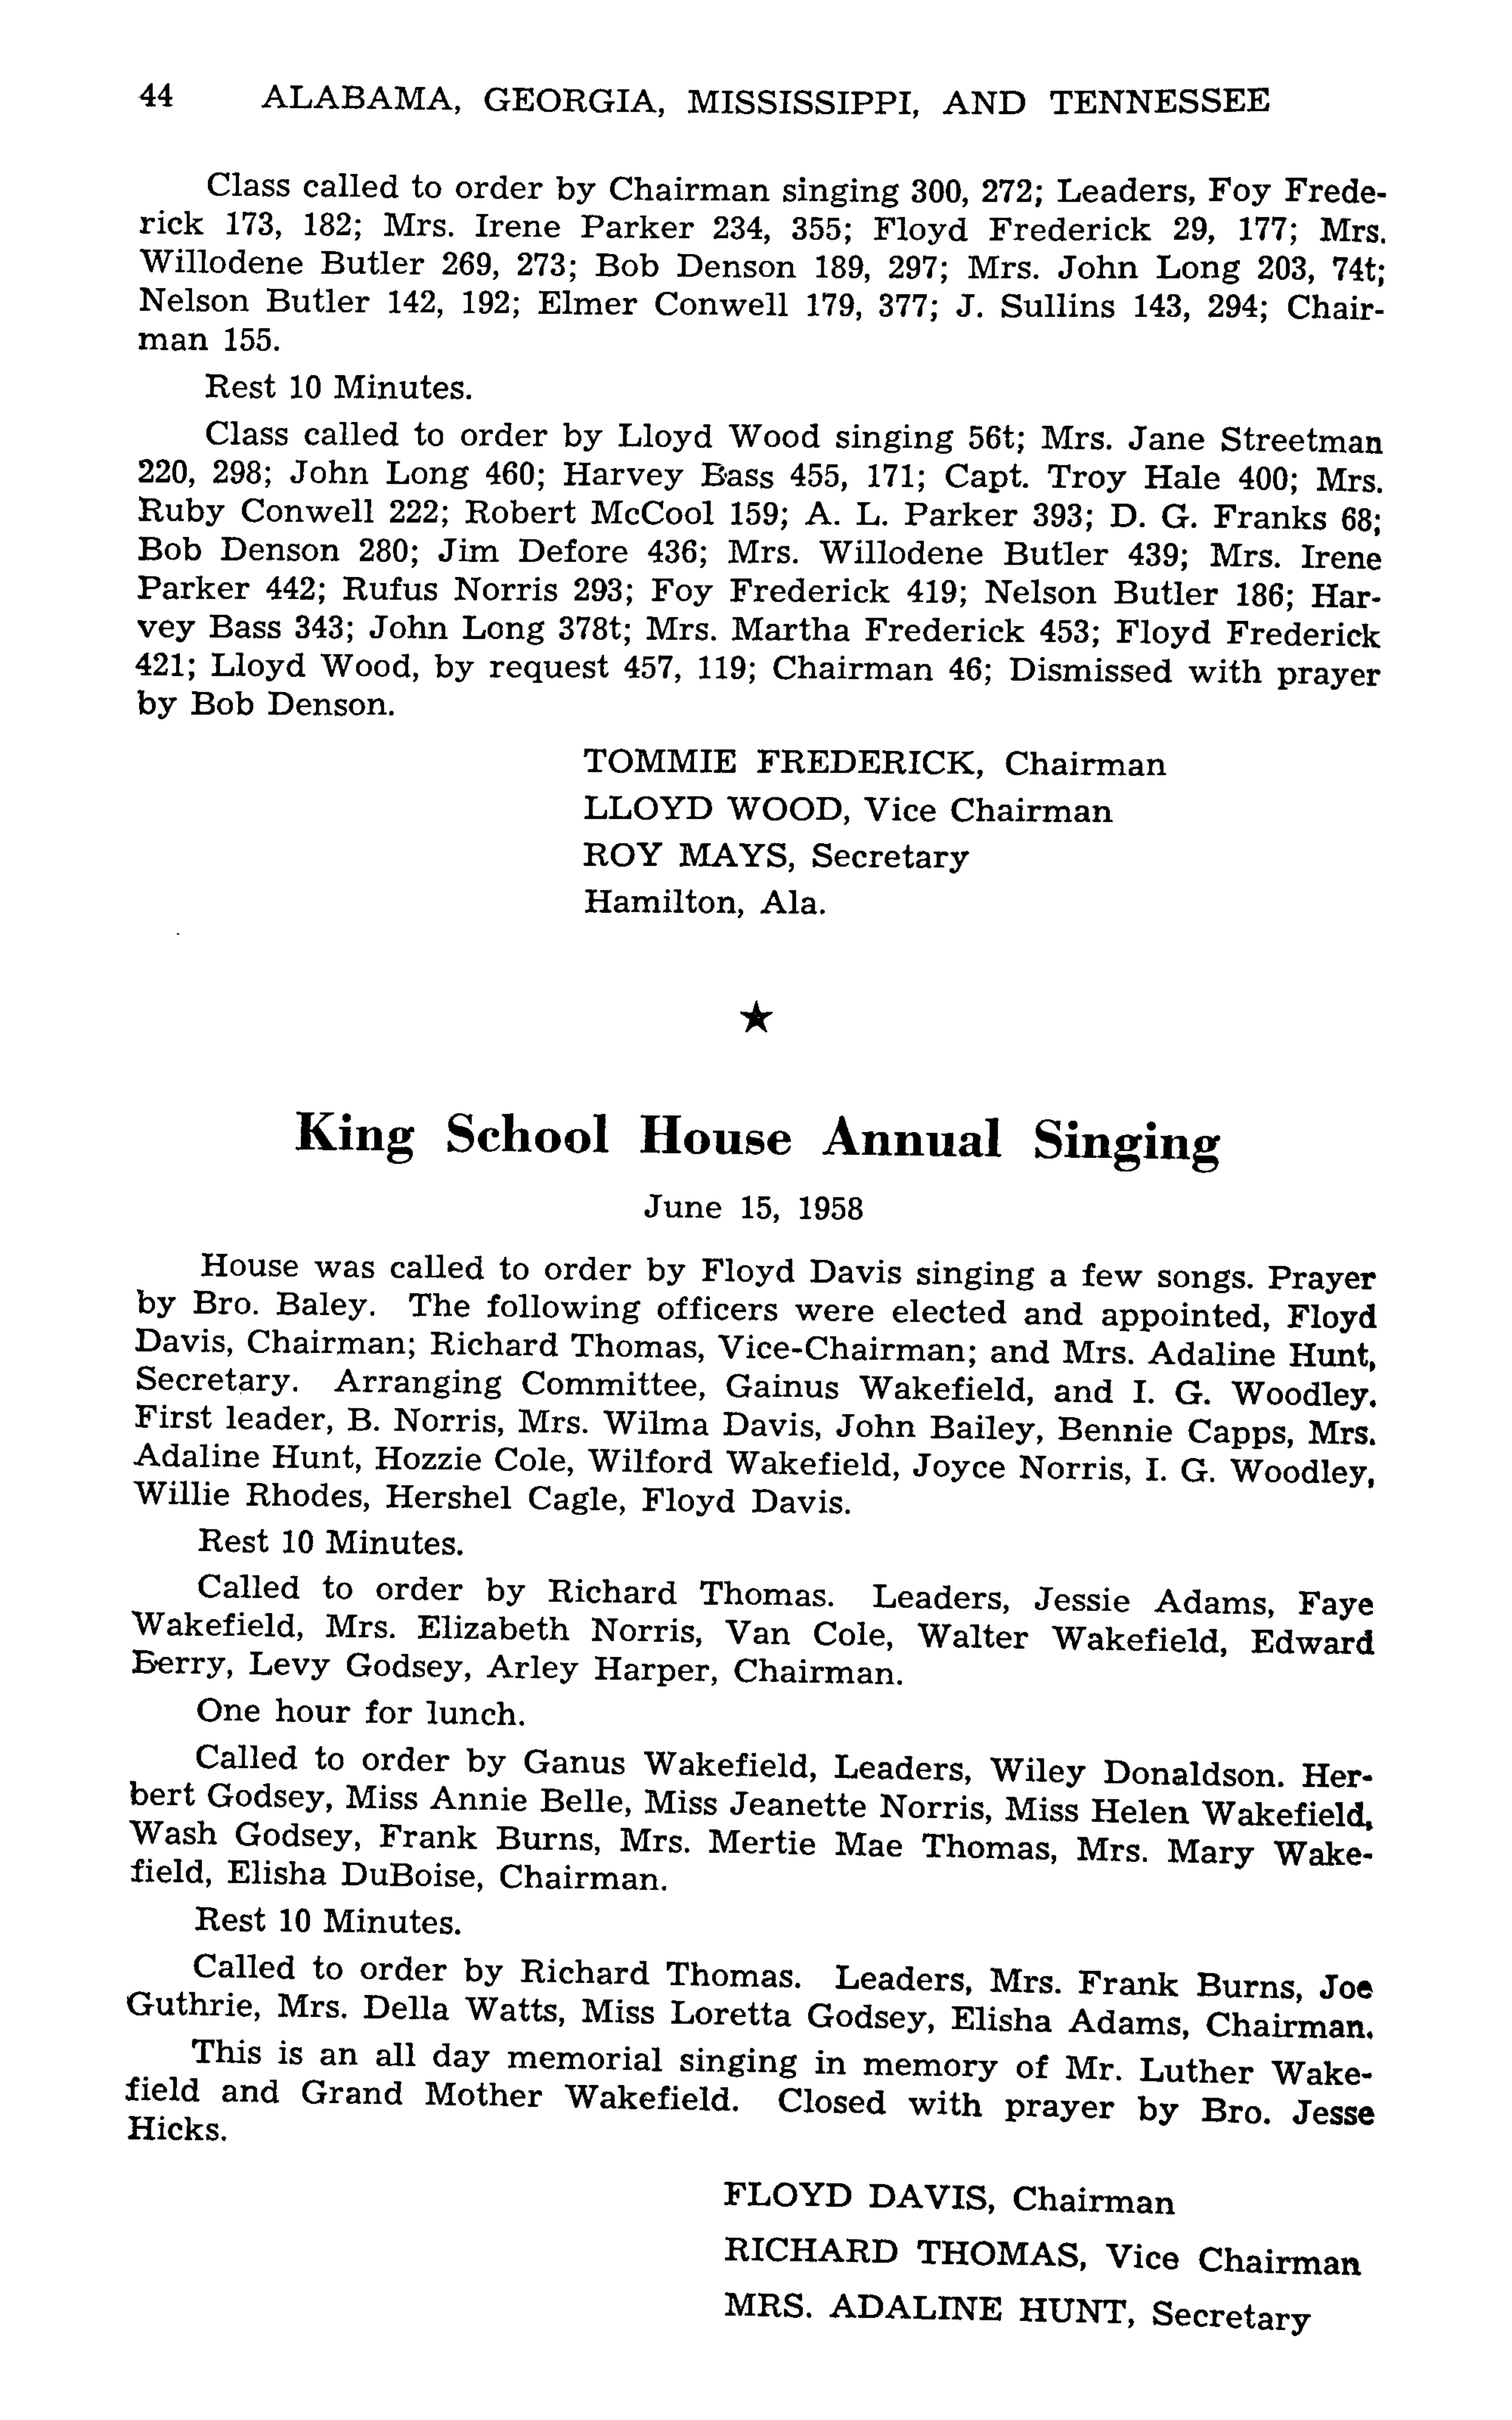 44 ALABAMA, GEORGIA, MISSISSIPPI, AND TENNESSEE
Class called to order by Chairman singing 300, 272; Leaders, Foy Frede-
rick 173, 182; Mrs. Irene Parker 234, 355; Floyd Frederick 29, 177; Mrs.
Willodene Butler 269, 273; Bob Denson 189, 297; Mrs. John Long 203, 74t;
Nelson Butler 142, 192; Elmer Conwell 179, 377; J. Sullins 143, 294; Chair-
man 155.
Rest 10 Minutes.
Class called to order by Lloyd Wood singing 56t; Mrs. Jane Streetman
220, 298; John Long 460; Harvey Bass 455, 171; Capt. Troy Hale 400; Mrs.
Ruby Conwell 222; Robert McCool 159; A. L. Parker 393; D. G. Franks 68;
Bob Denson 280; Jim Defore 436; Mrs. Willodene Butler 439; Mrs. Irene
Parker 442; Rufus Norris 293; Foy Frederick 419; Nelson Butler 186; Har-
vey Bass 343; John Long 378t; Mrs. Martha Frederick 453; Floyd Frederick
421; Lloyd Wood, by request 457, 119; Chairman 46; Dismissed with prayer
by Bob Denson.
TOMMIE FREDERICK, Chairman
LLOYD WOOD, Vice Chairman
ROY MAYS, Secretary
Hamilton, Ala.
★
King School House Annual Singing
June 15, 1958
House was called to order by Floyd Davis singing a few songs. Prayer
by Bro. Baley. The following officers were elected and appointed, Floyd
Davis, Chairman; Richard Thomas, Vice-Chairman; and Mrs. Adaline Hunt,
Secretary. Arranging Committee, Gainus Wakefield, and I. G. Woodley.
First leader, B. Norris, Mrs. Wilma Davis, John Bailey, Bennie Capps, Mrs.
Adaline Hunt, Hozzie Cole, Wilford Wakefield, Joyce Norris, I. G. Woodley,
Willie Rhodes, Hershel Cagle, Floyd Davis.
Rest 10 Minutes.
Called to order by Richard Thomas. Leaders, Jessie Adams, Faye
Wakefield, Mrs. Elizabeth Norris, Van Cole, Walter Wakefield, Edward
Berry, Levy Godsey, Arley Harper, Chairman.
One hour for lunch.
Called to order by Ganus Wakefield, Leaders, Wiley Donaldson. Her-
bert Godsey, Miss Annie Belle, Miss Jeanette Norris, Miss Helen Wakefield,
Wash Godsey, Frank Burns, Mrs. Mertie Mae Thomas, Mrs. Mary Wake-
field, Elisha DuBoise, Chairman.
Rest 10 Minutes.
Called to order by Richard Thomas. Leaders, Mrs. Frank Burns, Joe
Guthrie, Mrs. Della Watts, Miss Loretta Godsey, Elisha Adams, Chairman.
This is an all day memorial singing in memory of Mr. Luther Wake-
field and Grand Mother Wakefield. Closed with prayer by Bro. Jesse
Hicks.
FLOYD DAVIS, Chairman
RICHARD THOMAS, Vice Chairman
MRS. ADALINE HUNT, Secretary